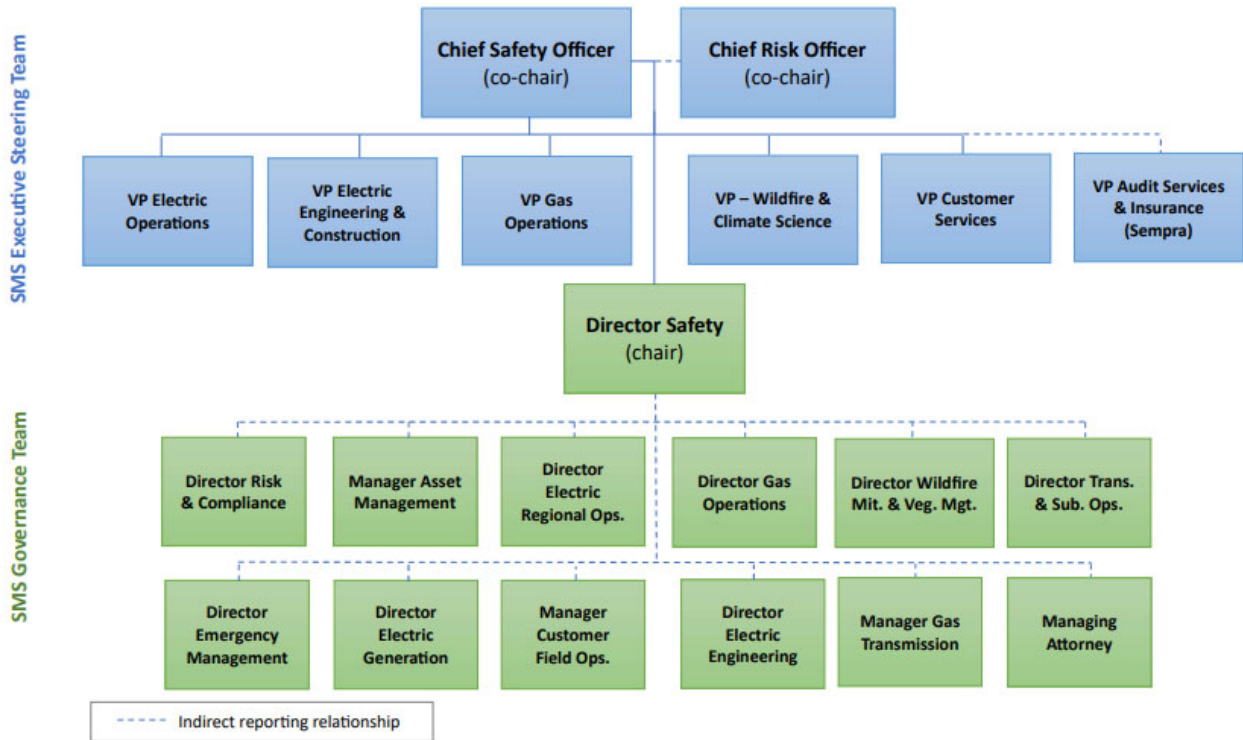 SMS Executive Steering Team
Chief Safety Officer
(co-chair)
Chief Risk Officer
(co-chair)
VP Electric
Operations
VP Electric
Engineering &
Construction
VP Gas
Operations
VP – Wildfire &
Climate Science
VP Customer
Services
VP Audit Services
& Insurance
(Sempra)
SMS Governance Team
Director Safety
(chair)
Director Risk
& Compliance
Manager Asset
Management
Director
Electric
Regional Ops.
Director Gas
Operations
Director Wildfire
Mit. & Veg. Mgt.
Director Trans.
& Sub. Ops.
Director
Emergency
Management
Director
Electric
Generation
Manager
Customer
Field Ops.
Director
Electric
Engineering
Manager Gas
Transmission
Managing
Attorney
Indirect reporting relationship